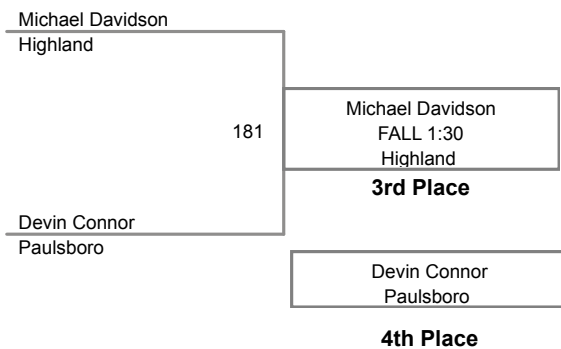 Michael Davidson
Highland
181
Michael Davidson
FALL 1:30
Highland
3rd Place
Devin Connor
Paulsboro
Devin Connor
Paulsboro
4th Place